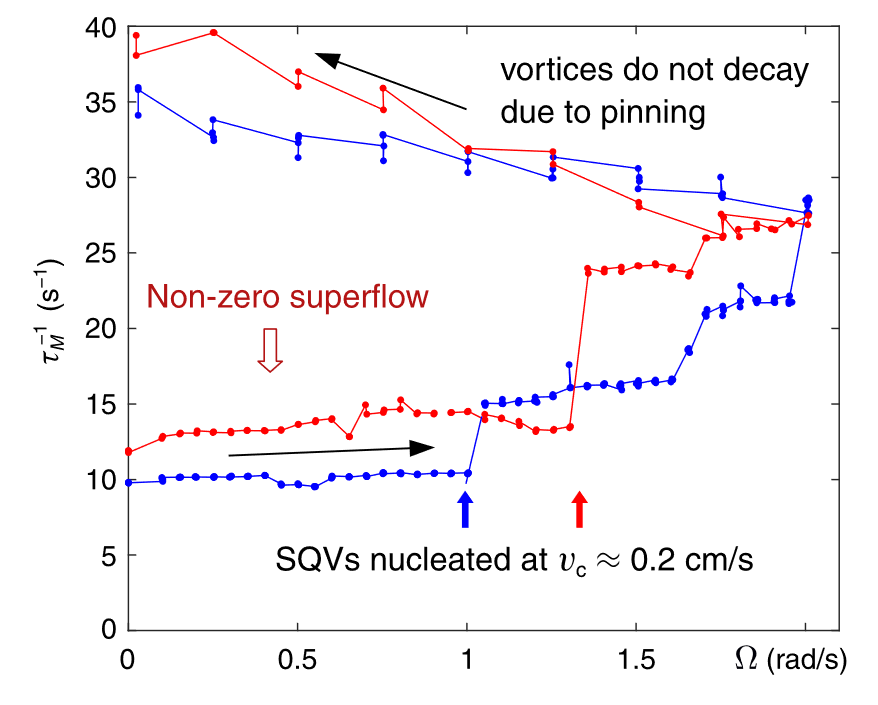 40
35
30
25
20
15
10
5
0
τ_M^{-1} (s^{-1})
vortices do not decay
due to pinning
Non-zero superflow
SQVs nucleated at υ_c ≈ 0.2 cm/s
0 0.5 1 1.5 Ω (rad/s)